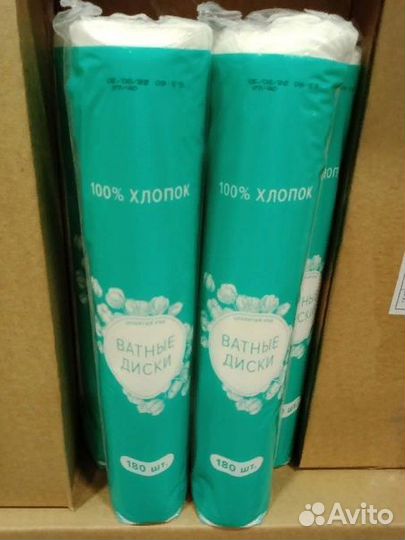 100% ХЛОПОК
ВАТНЫЕ
ДИСКИ
180 шт.
100% ХЛОПОК
ВАТНЫЕ
ДИСКИ
180 шт.
Avito